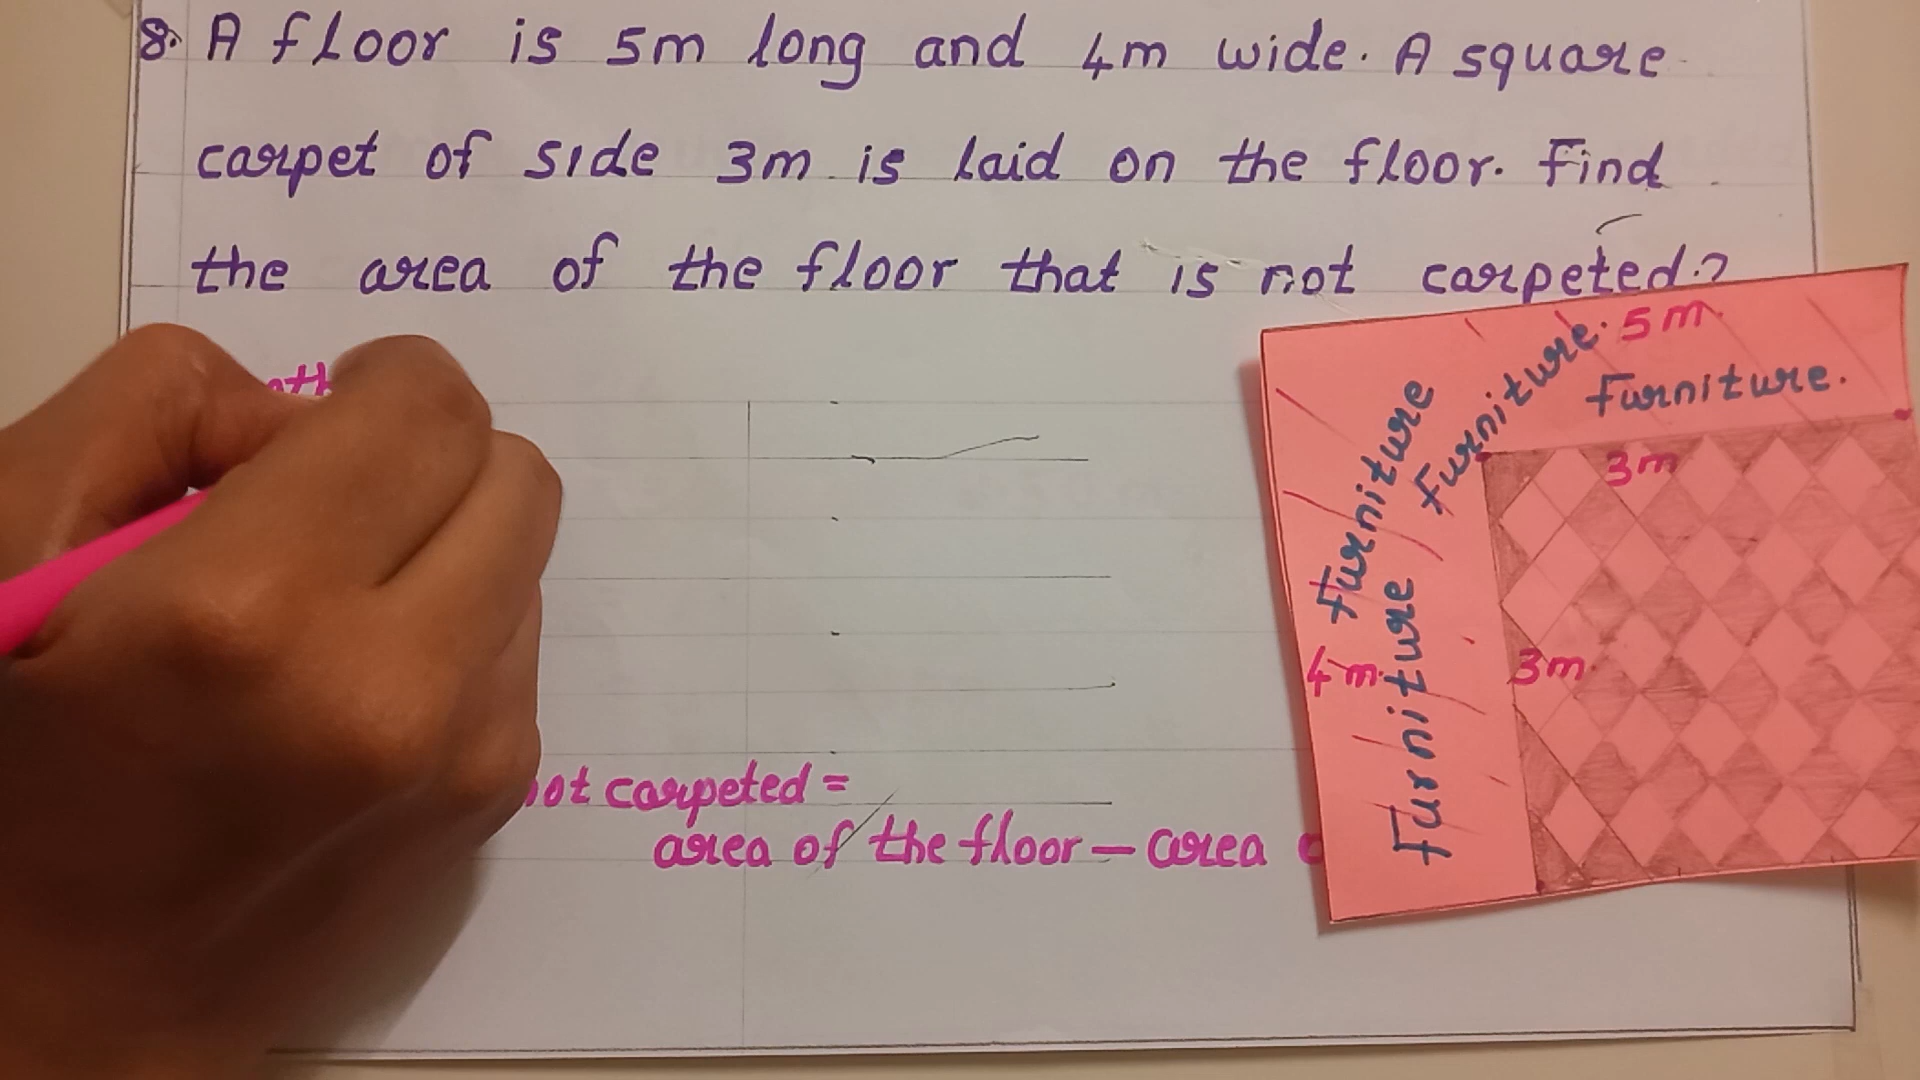 8. A floor is 5m long and 4m wide. A square
carpet of side 3m is laid on the floor. Find
the area of the floor that is not carpeted?
5m.
Furniture.
Furniture.
Furniture
Furniture
3m
4m.
3m.
not carpeted =
area of the floor - area